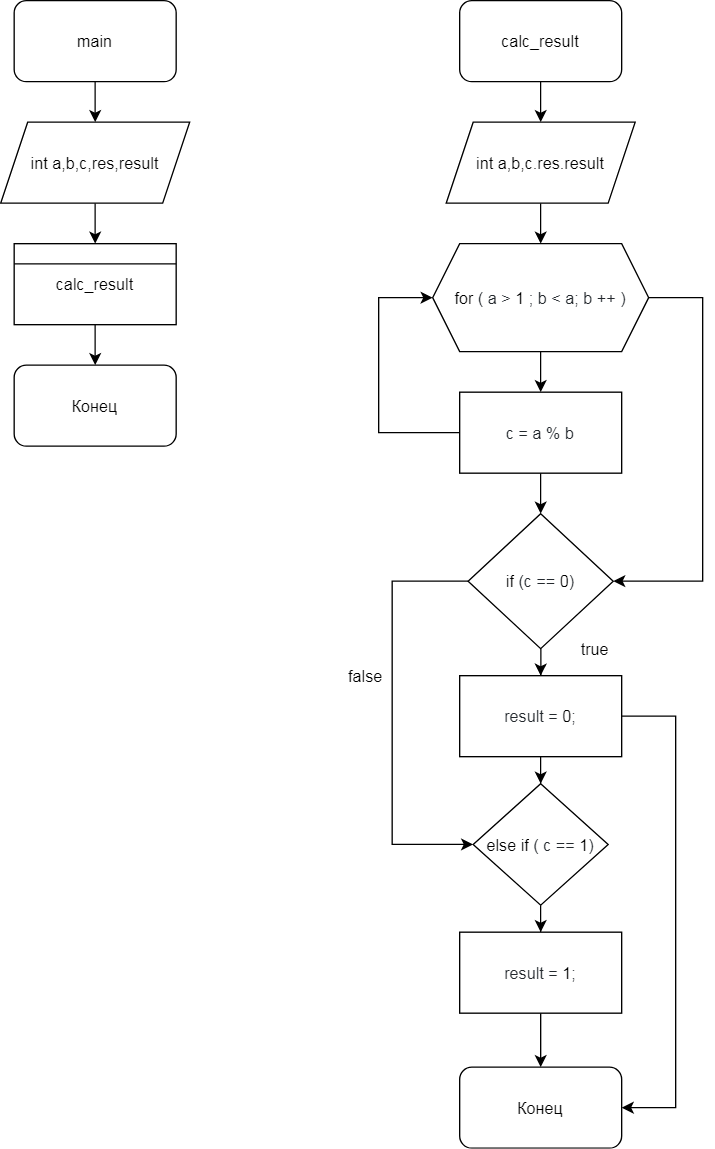 main
int a,b,c,res,result
calc_result
Конец
calc_result
int a,b,c.res.result
for ( a > 1 ; b < a; b ++ )
c = a % b
if (c == 0)
true
false
result = 0;
else if ( c == 1)
result = 1;
Конец